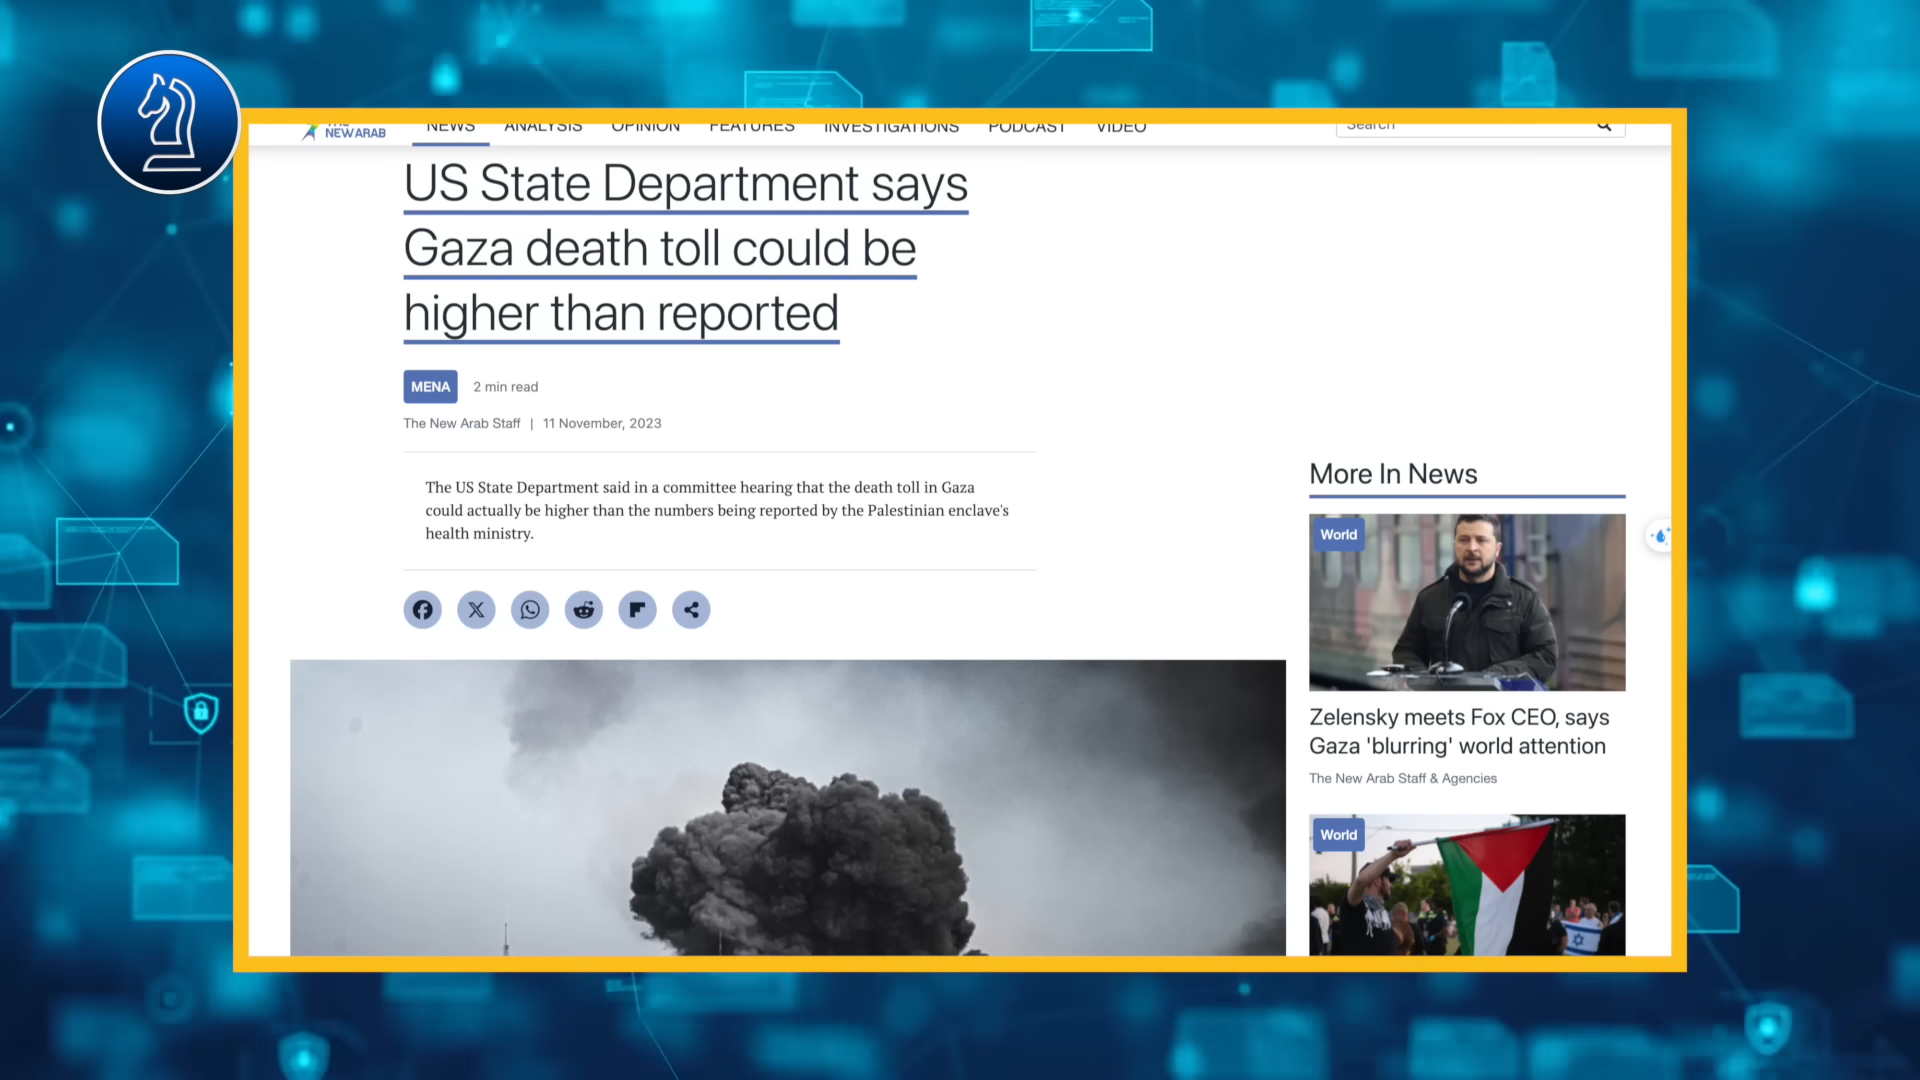 THE
NEW ARAB
NEWS
ANALYSIS
OPINION
FEATURES
INVESTIGATIONS
PODCAST
VIDEO
Search
US State Department says
Gaza death toll could be
higher than reported
MENA
2 min read
The New Arab Staff | 11 November, 2023
The US State Department said in a committee hearing that the death toll in Gaza
could actually be higher than the numbers being reported by the Palestinian enclave's
health ministry.
More In News
World
Zelensky meets Fox CEO, says
Gaza 'blurring' world attention
The New Arab Staff & Agencies
World